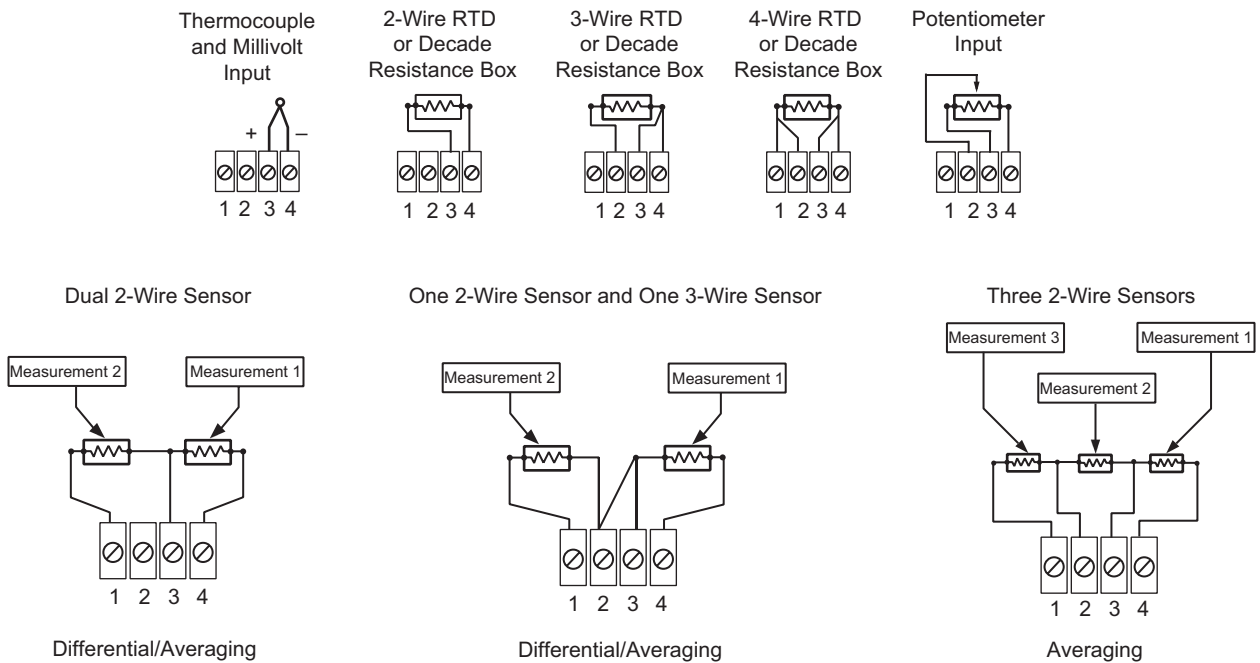 Thermocouple
and Millivolt
Input
+ –
1 2 3 4
2-Wire RTD
or Decade
Resistance Box
1 2 3 4
3-Wire RTD
or Decade
Resistance Box
1 2 3 4
4-Wire RTD
or Decade
Resistance Box
1 2 3 4
Potentiometer
Input
1 2 3 4
Dual 2-Wire Sensor
Measurement 2
Measurement 1
1 2 3 4
Differential/Averaging
One 2-Wire Sensor and One 3-Wire Sensor
Measurement 2
Measurement 1
1 2 3 4
Differential/Averaging
Three 2-Wire Sensors
Measurement 3
Measurement 1
Measurement 2
1 2 3 4
Averaging